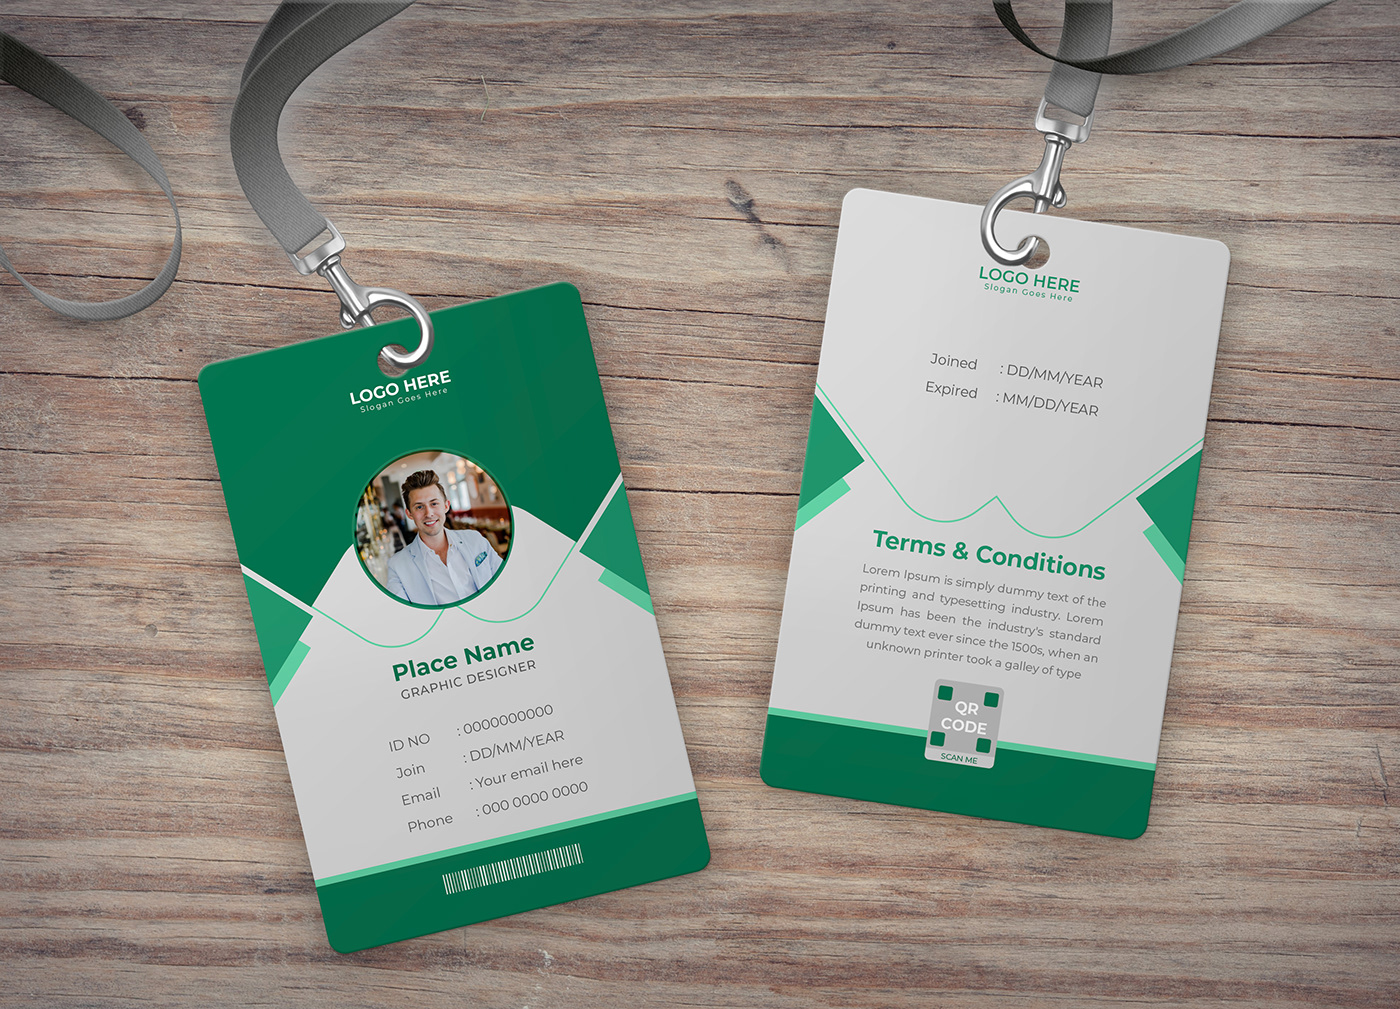 LOGO HERE
Slogan Goes Here
Place Name
GRAPHIC DESIGNER
ID NO : 0000000000
Join : DD/MM/YEAR
Email : Your email here
Phone : 000 0000 0000
LOGO HERE
Slogan Goes Here
Joined : DD/MM/YEAR
Expired : MM/DD/YEAR
Terms & Conditions
Lorem Ipsum is simply dummy text of the
printing and typesetting industry. Lorem
Ipsum has been the industry's standard
dummy text ever since the 1500s, when an
unknown printer took a galley of type
QR
CODE
SCAN ME